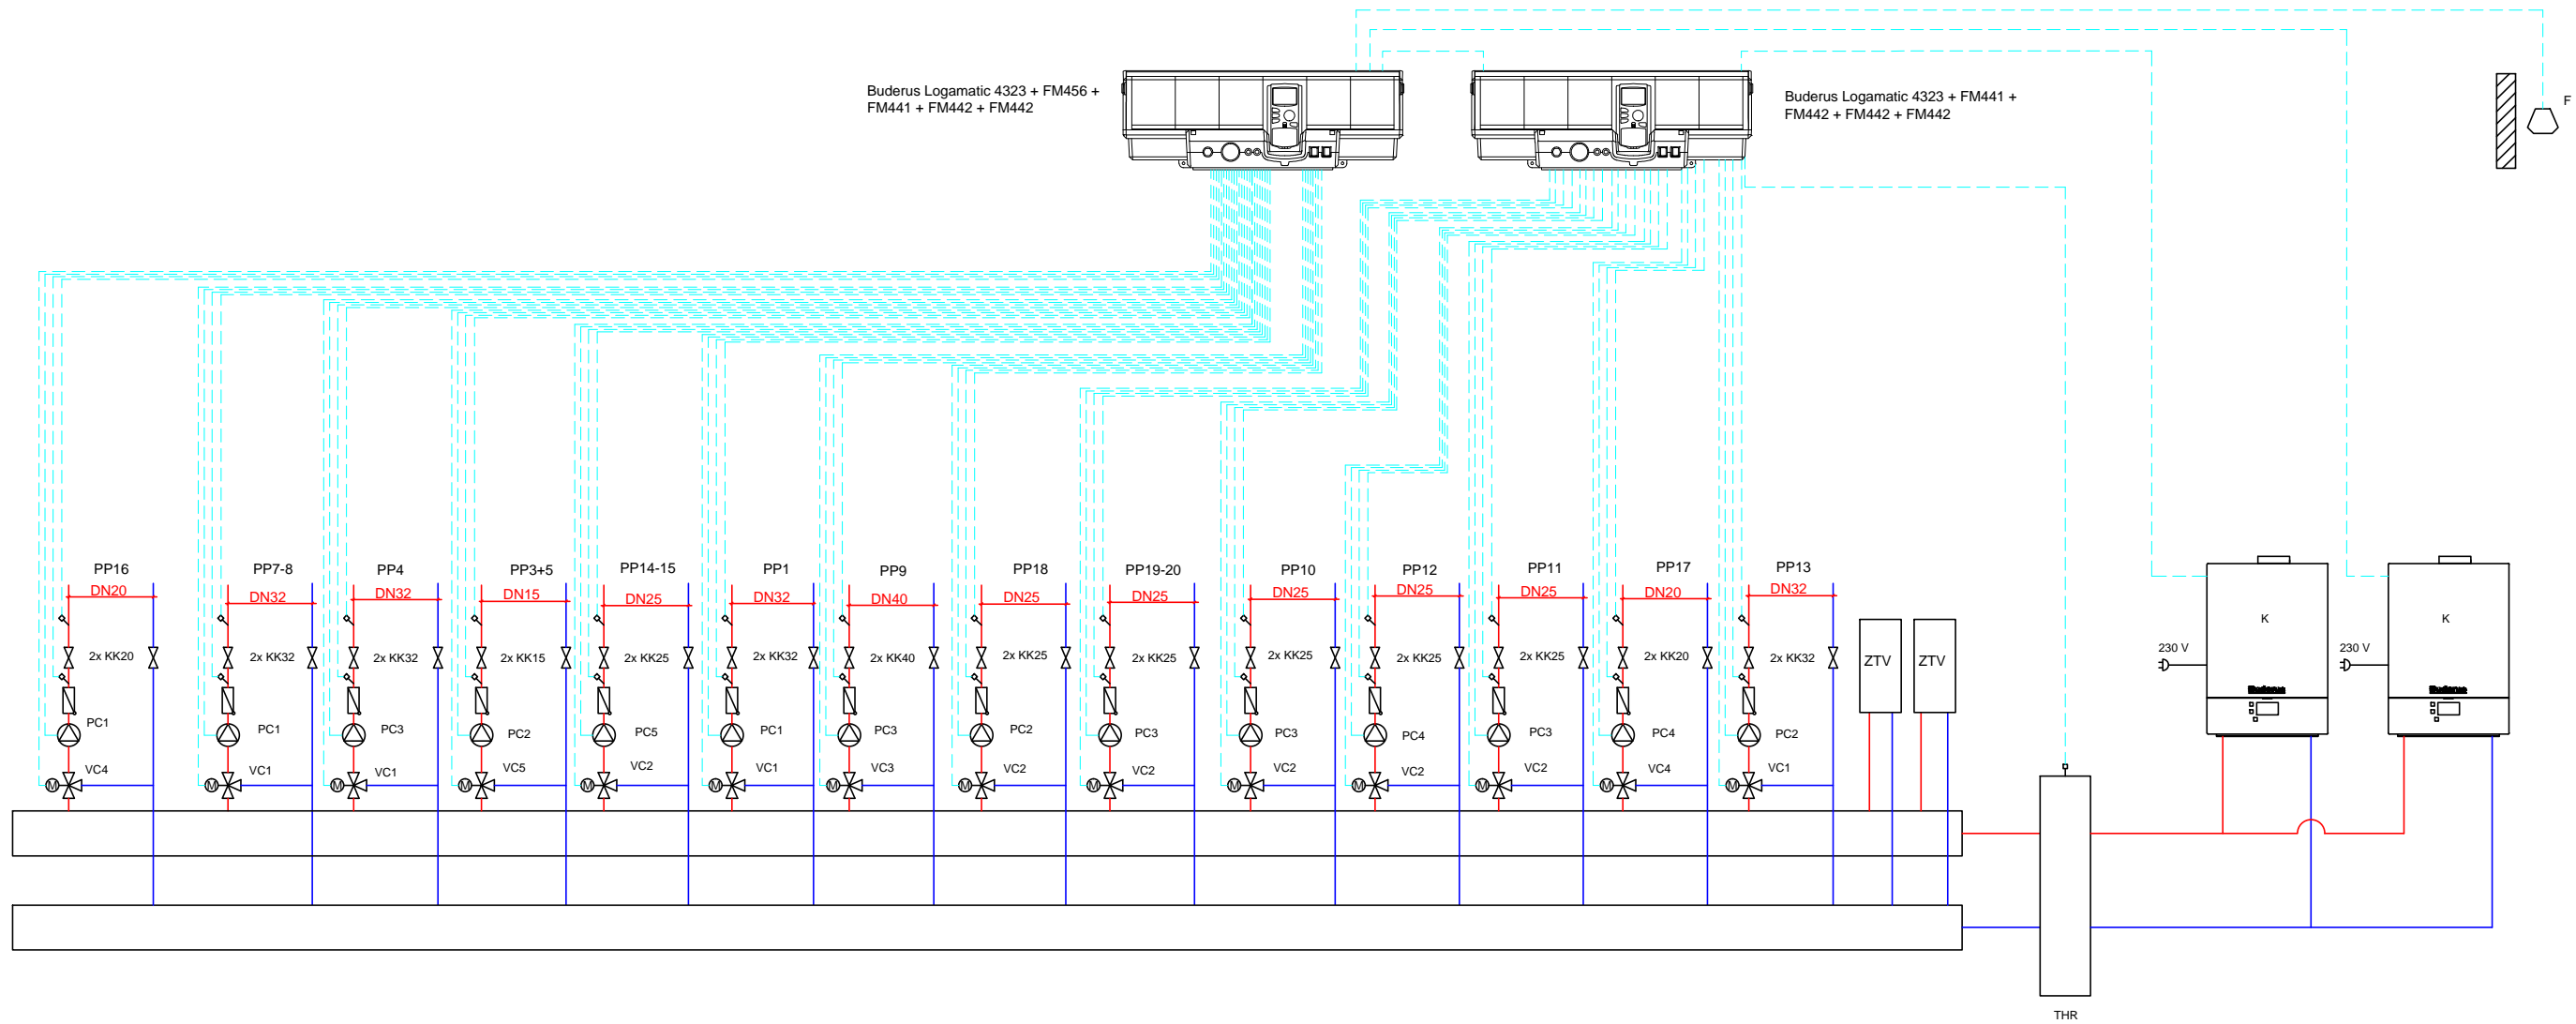 Buderus Logamatic 4323 + FM456 +
FM441 + FM442 + FM442
Buderus Logamatic 4323 + FM441 +
FM442 + FM442 + FM442
F
PP16 PP7-8 PP4 PP3+5 PP14-15 PP1 PP9 PP18 PP19-20 PP10 PP12 PP11 PP17 PP13
DN20 DN32 DN32 DN15 DN25 DN32 DN40 DN25 DN25 DN25 DN25 DN25 DN20 DN32
K K
2x KK20 2x KK32 2x KK32 2x KK15 2x KK25 2x KK32 2x KK40 2x KK25 2x KK25 2x KK25 2x KK25 2x KK25 2x KK20 2x KK32 ZTV ZTV 230 V 230 V
Buderus Buderus
PC1 PC1 PC3 PC2 PC5 PC1 PC3 PC2 PC3 PC3 PC4 PC3 PC4 PC2
VC4 VC1 VC1 VC5 VC2 VC1 VC3 VC2 VC2 VC2 VC2 VC2 VC4 VC1
M M M M M M M M M M M M M M
THR